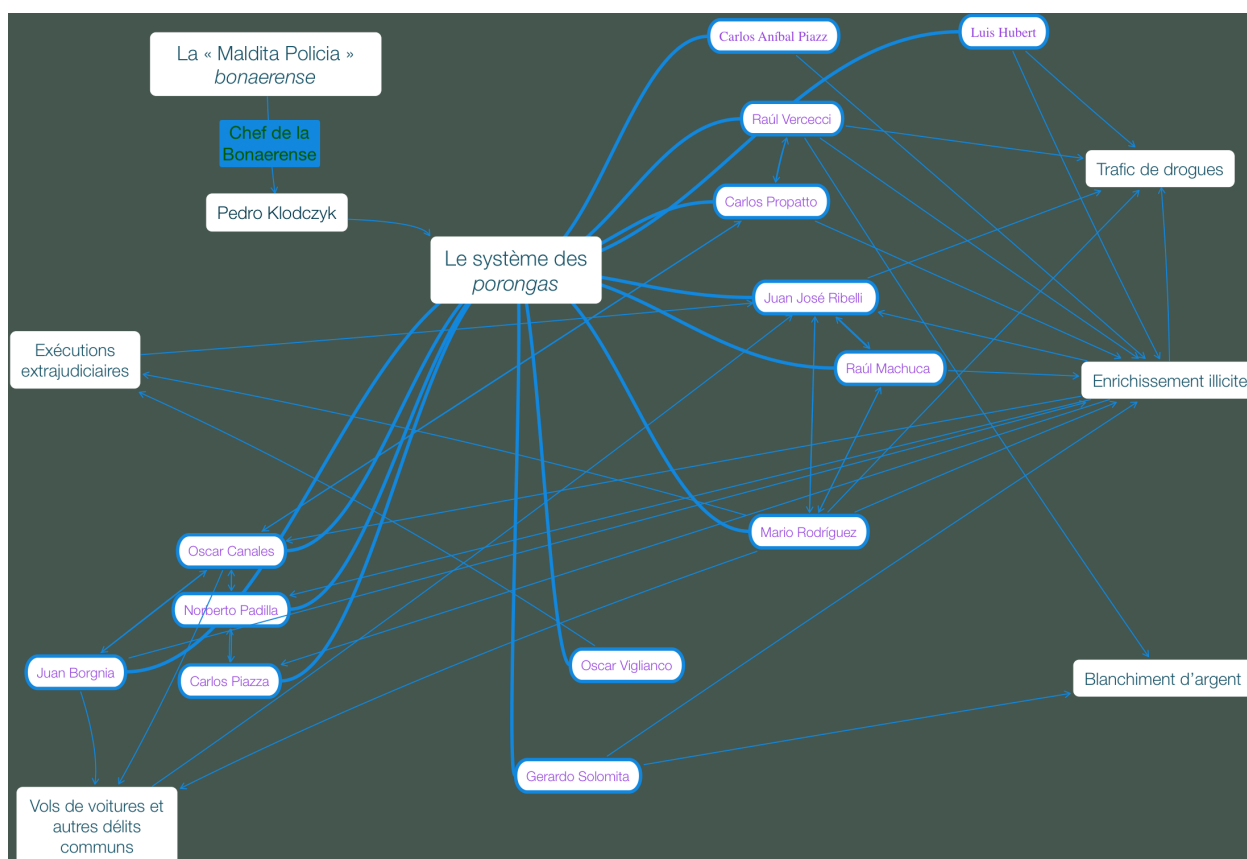 La « Maldita Policia »
bonaerense
Chef de la
Bonaerense
Pedro Klodczyk
Le système des
porongas
Carlos Aníbal Piazz
Luis Hubert
Raúl Vercecci
Carlos Propatto
Trafic de drogues
Juan José Ribelli
Raúl Machuca
Enrichissement illicite
Exécutions
extrajudiciaires
Mario Rodríguez
Oscar Canales
Norberto Padilla
Juan Borgnia
Carlos Piazza
Oscar Viglianco
Blanchiment d’argent
Gerardo Solomita
Vols de voitures et
autres délits
communs